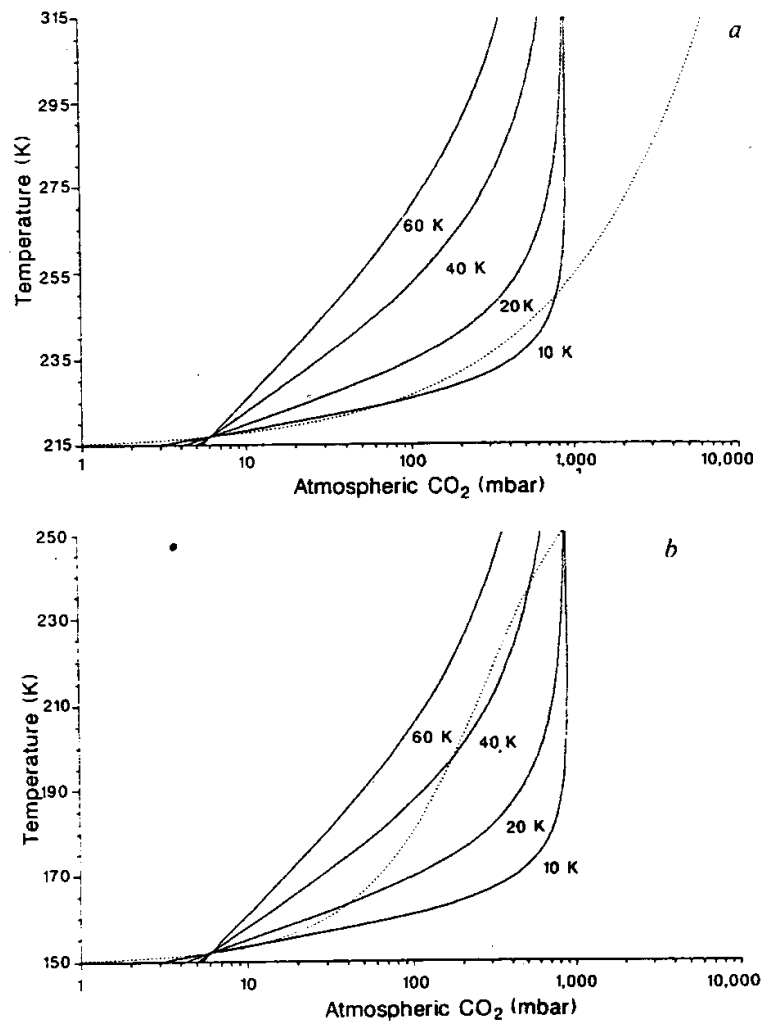 a
315
295
275
255
235
215
Temperature (K)
60 K
40 K
20K
10 K
1
10
100
1,000
10,000
Atmospheric CO₂ (mbar)
b
250
230
210
190
170
150
Temperature (K)
60 K
40 K
20 K
10 K
1
10
100
1,000
10,000
Atmospheric CO₂ (mbar)